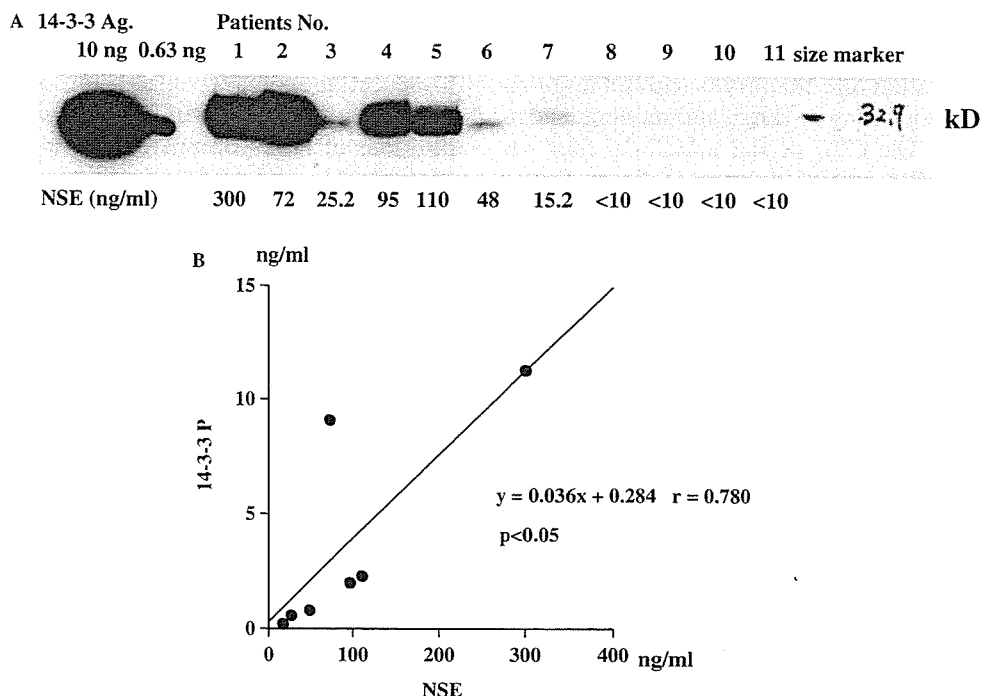 A 14-3-3 Ag. Patients No.
10 ng 0.63 ng 1 2 3 4 5 6 7 8 9 10 11 size marker
32.9 kD
NSE (ng/ml) 300 72 25.2 95 110 48 15.2 <10 <10 <10 <10
B ng/ml
15
10
5
0
14-3-3 P
y = 0.036x + 0.284 r = 0.780
p<0.05
0 100 200 300 400 ng/ml
NSE